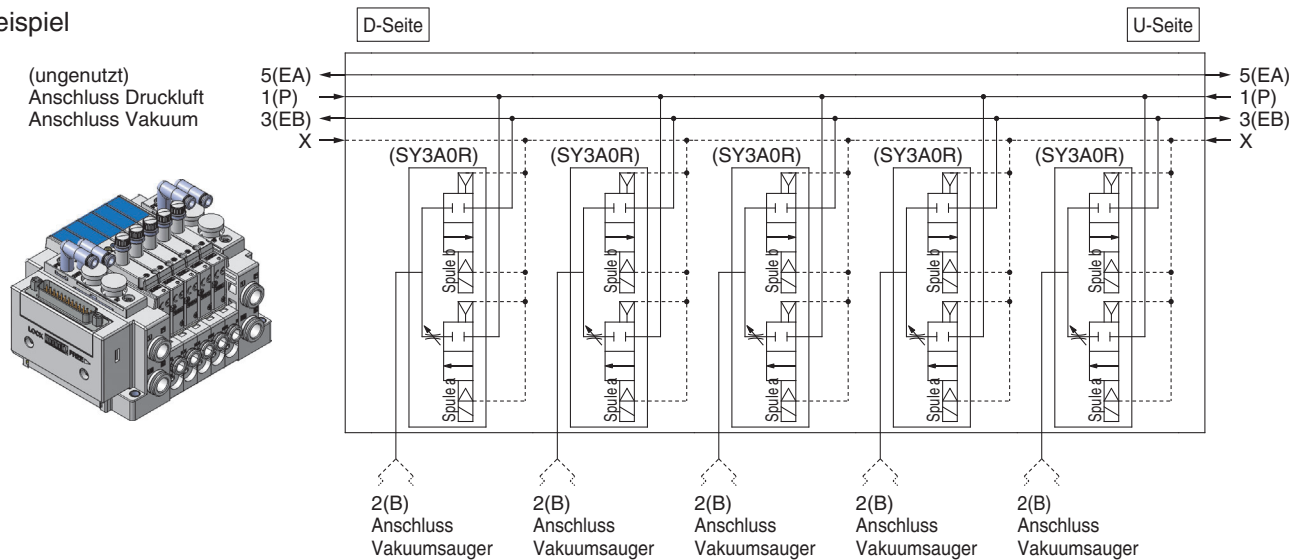 eispiel
D-Seite
U-Seite
(ungenutzt)
Anschluss Druckluft
Anschluss Vakuum
5(EA)
1(P)
3(EB)
X
5(EA)
1(P)
3(EB)
X
(SY3A0R)
(SY3A0R)
(SY3A0R)
(SY3A0R)
(SY3A0R)
Spule b
Spule b
Spule b
Spule b
Spule b
Spule a
Spule a
Spule a
Spule a
Spule a
LOCK
2(B)
Anschluss
Vakuumsauger
2(B)
Anschluss
Vakuumsauger
2(B)
Anschluss
Vakuumsauger
2(B)
Anschluss
Vakuumsauger
2(B)
Anschluss
Vakuumsauger